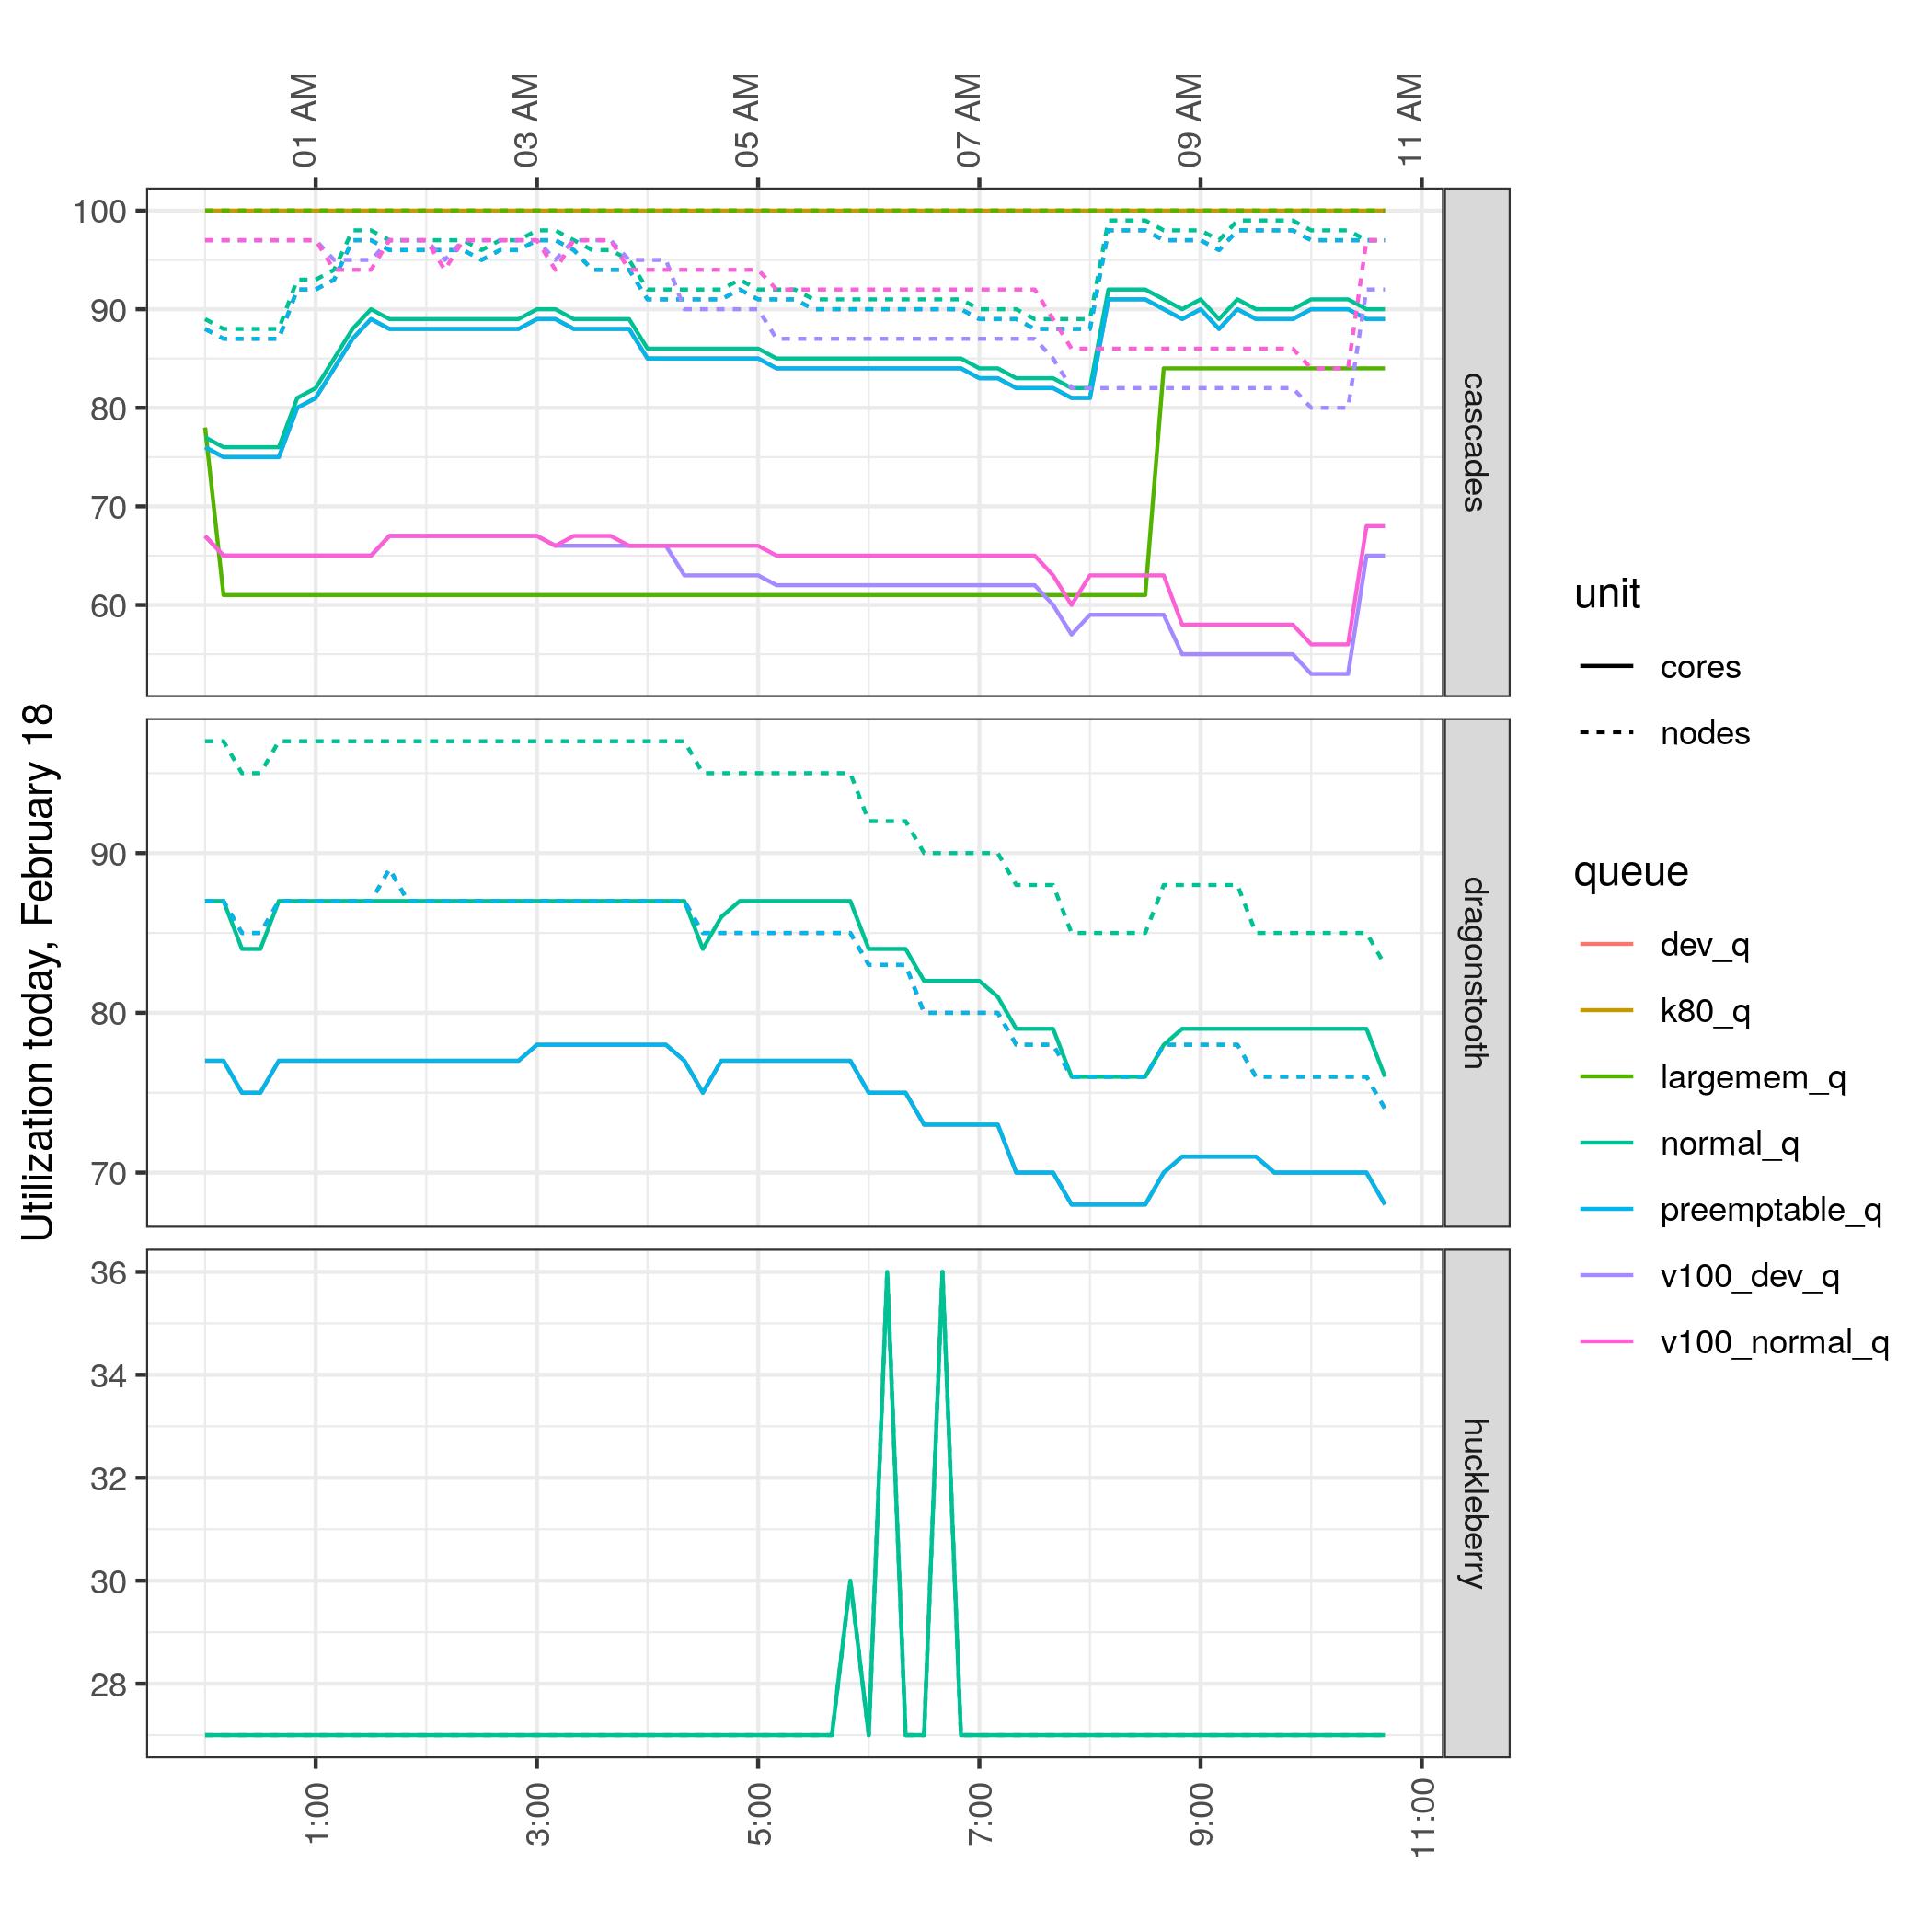 01 AM
03 AM
05 AM
07 AM
09 AM
11 AM
Utilization today, February 18
100
90
80
70
60
cascades
90
80
70
dragonstooth
36
34
32
30
28
huckleberry
1:00
3:00
5:00
7:00
9:00
11:00
unit
cores
nodes
queue
dev_q
k80_q
largemem_q
normal_q
preemptable_q
v100_dev_q
v100_normal_q